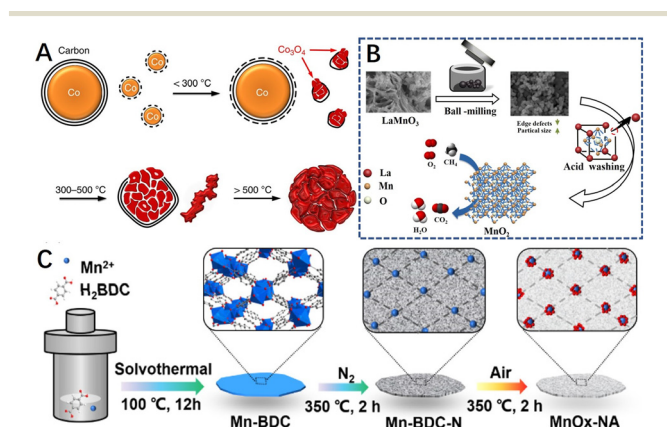 A
Carbon
Co
Co
Co
Co
< 300 °C
Co
Co₃O₄
300–500 °C
> 500 °C
B
LaMnO₃
Ball -milling
Edge defects
Partical size
Acid washing
La
Mn
O
O₂
CH₄
H₂O
CO₂
MnO₂
C
Mn²⁺
H₂BDC
Solvothermal
100 ℃, 12h
Mn-BDC
N₂
350 ℃, 2 h
Mn-BDC-N
Air
350 ℃, 2 h
MnOx-NA